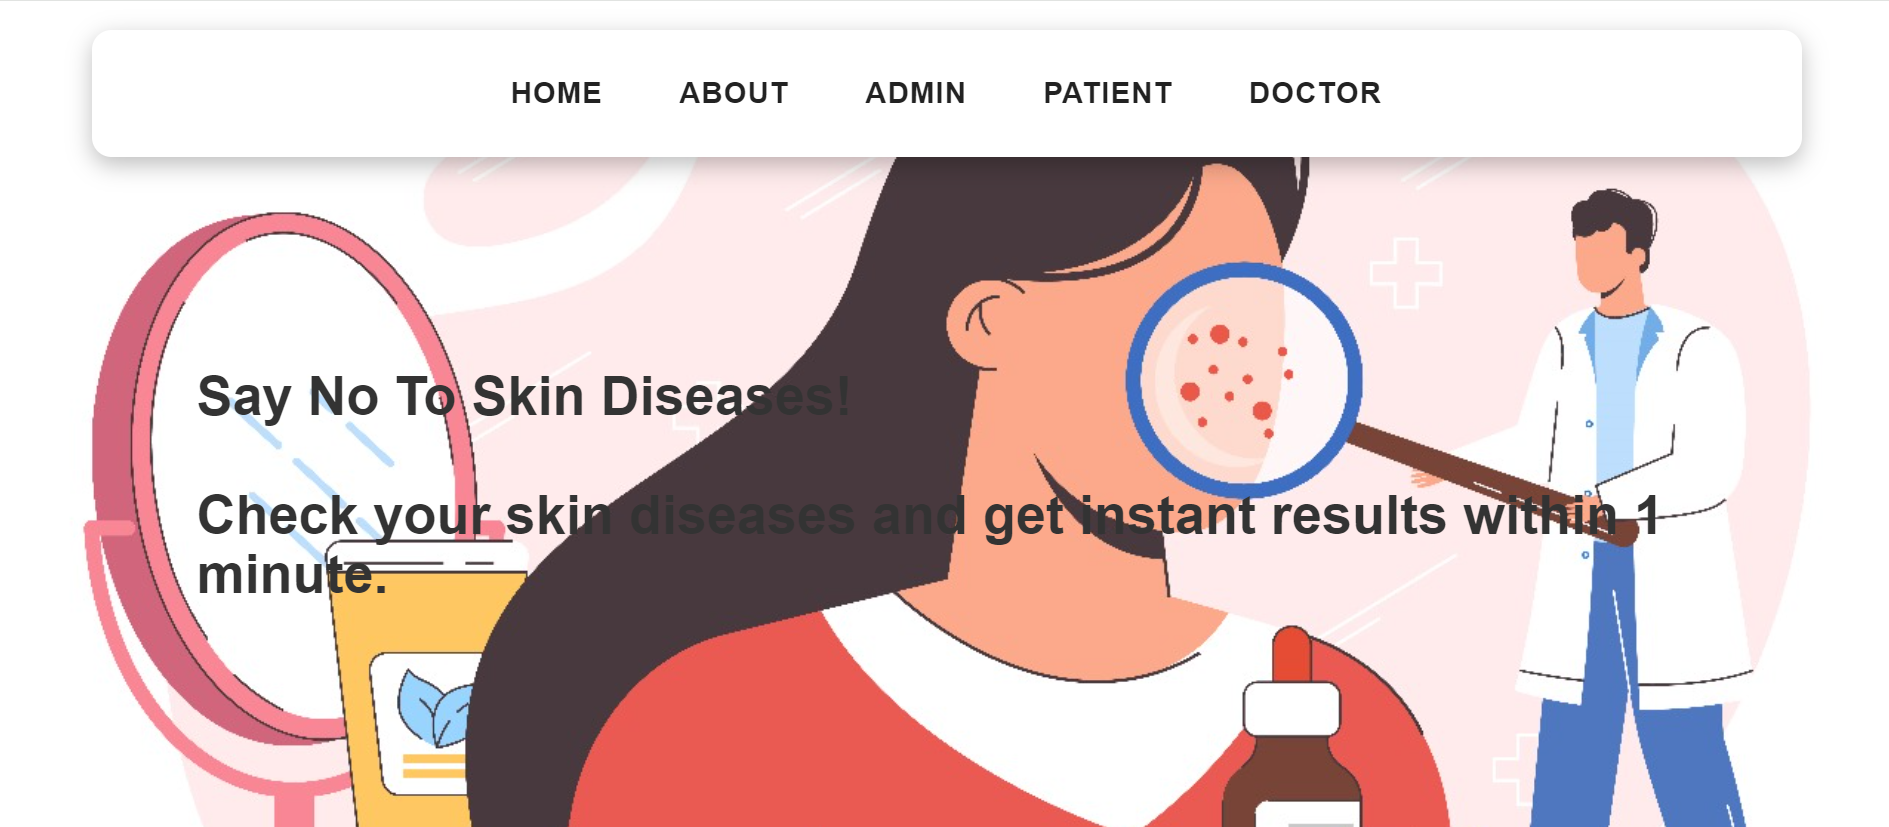 HOME ABOUT ADMIN PATIENT DOCTOR
Say No To Skin Diseases!
Check your skin diseases and get instant results within 1
minute.